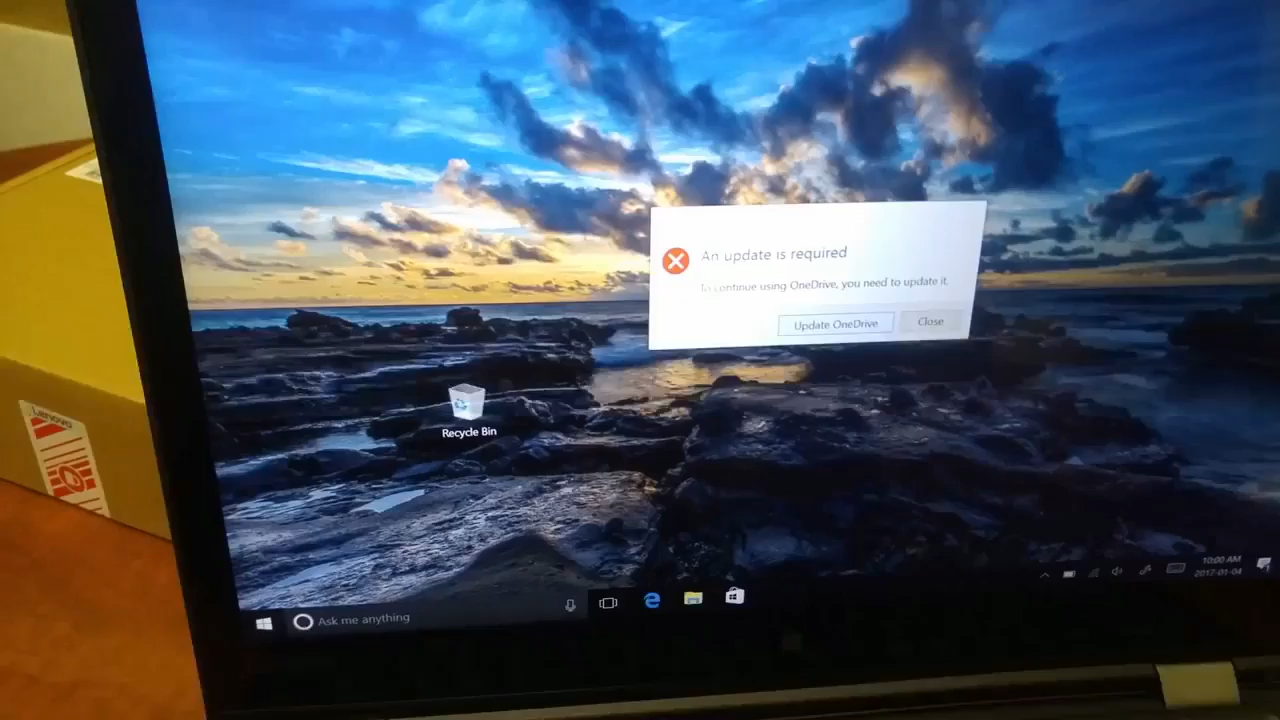 An update is required
To continue using OneDrive, you need to update it.
Update OneDrive
Close
Lenovo
Recycle Bin
Ask me anything
10:00 AM
2017-01-04